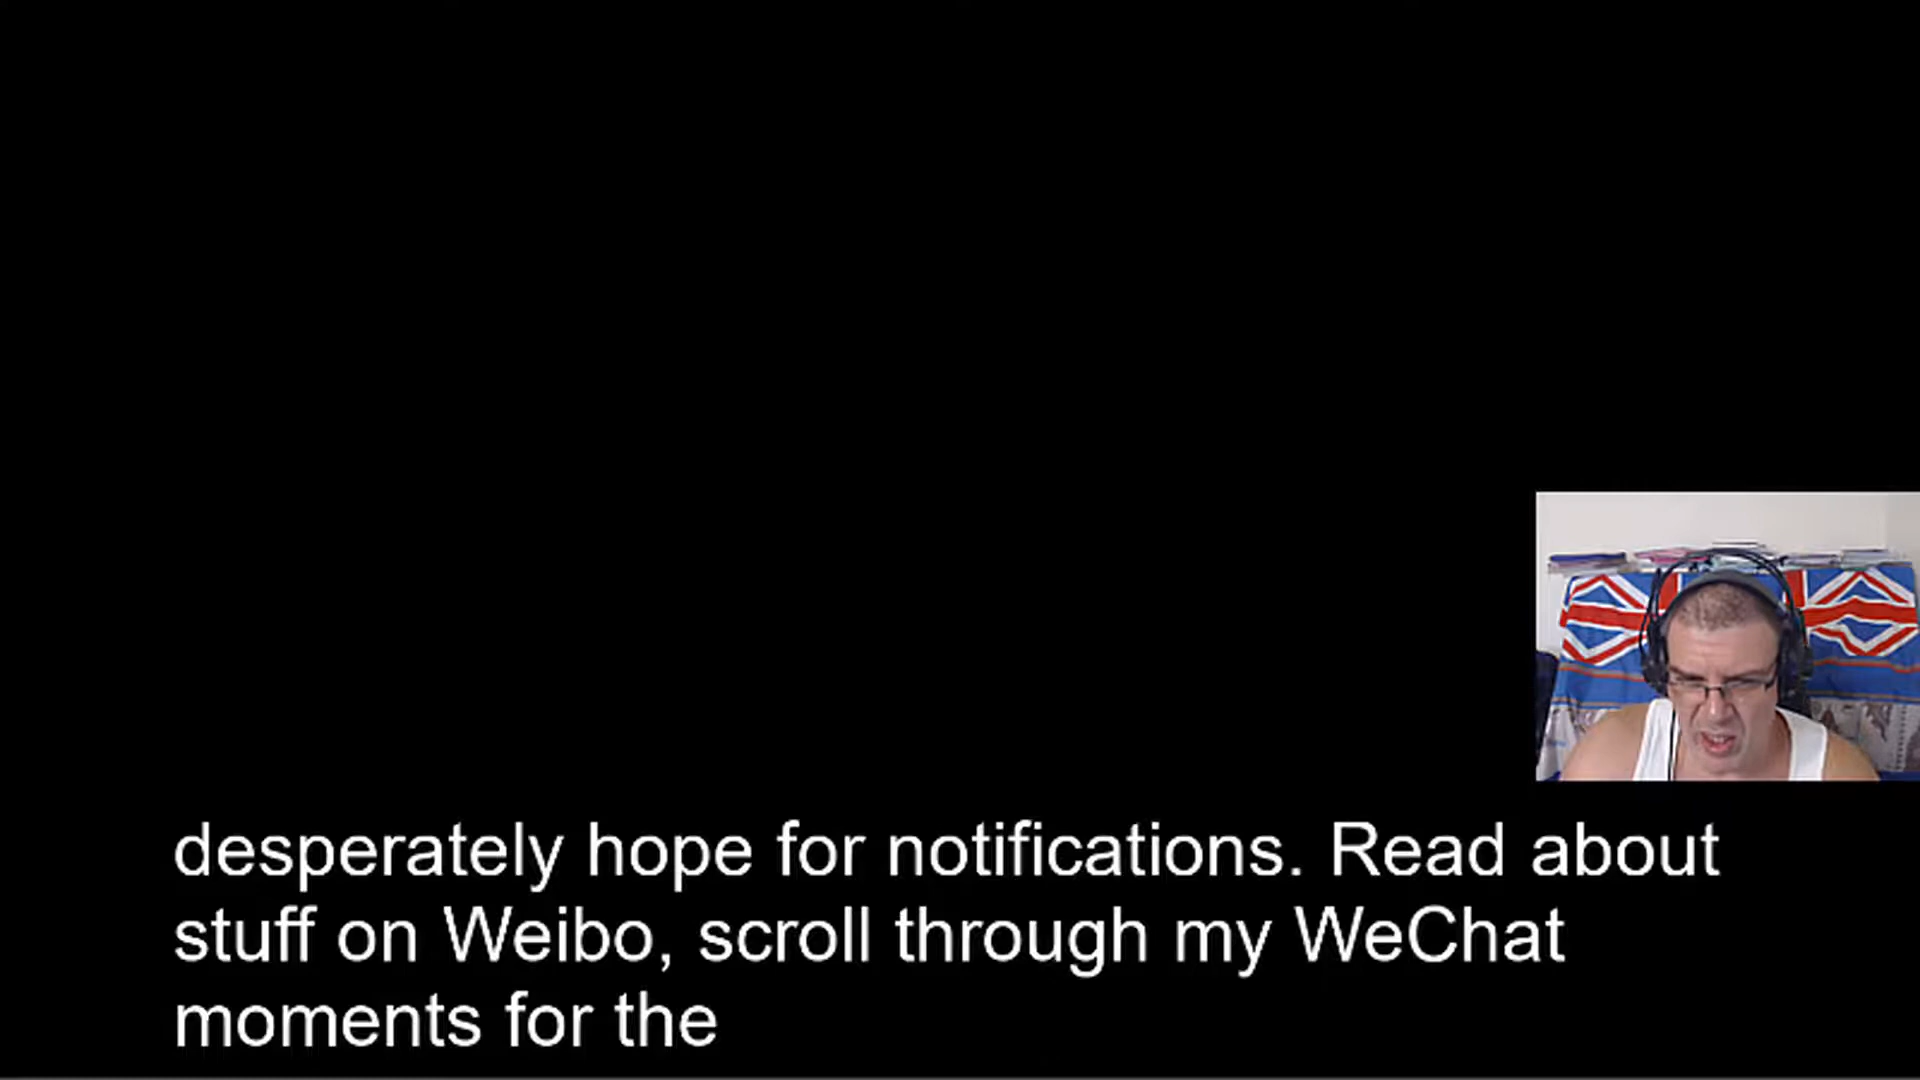 desperately hope for notifications. Read about
stuff on Weibo, scroll through my WeChat
moments for the